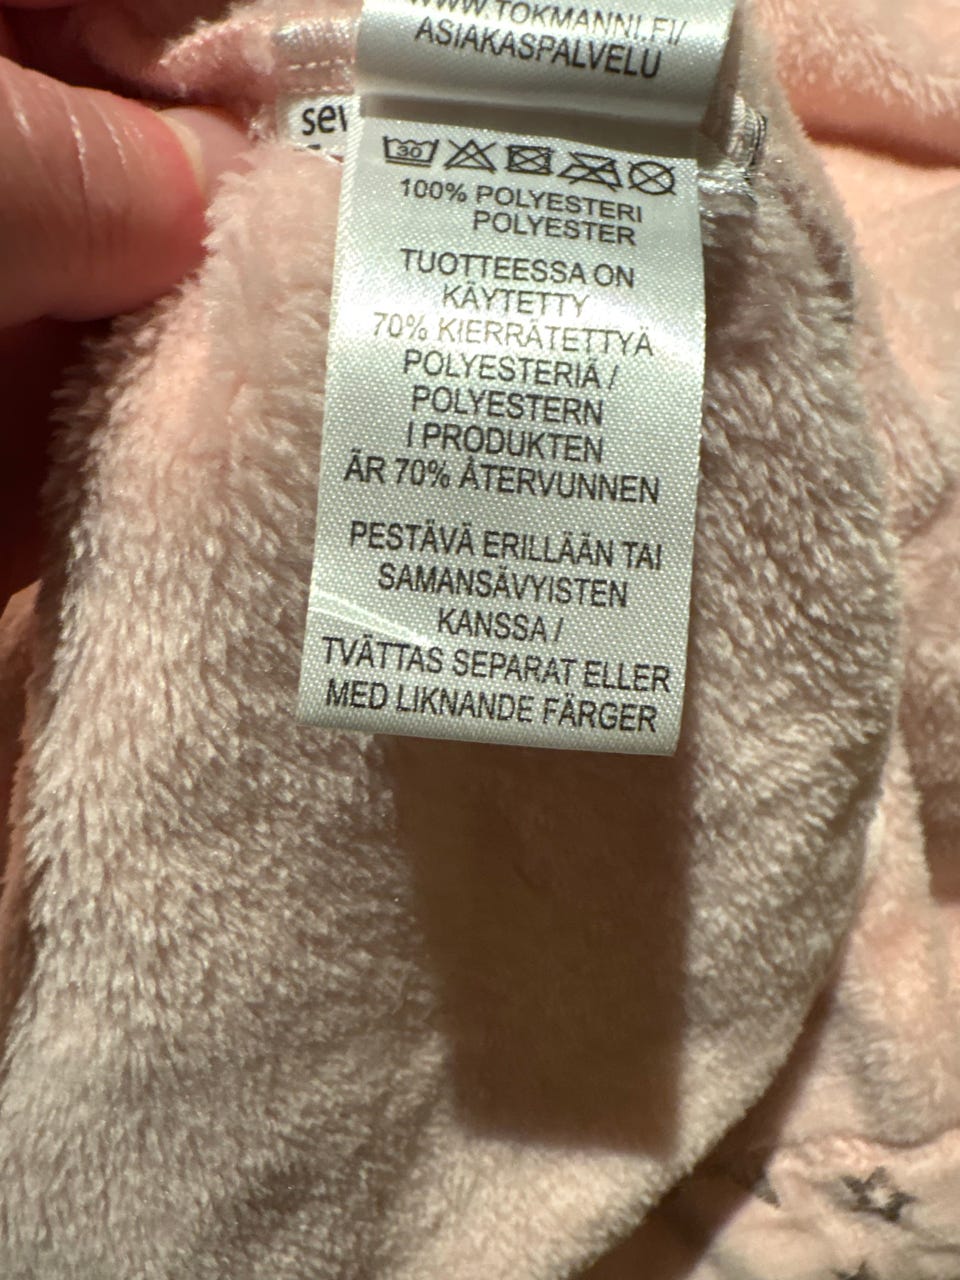 WWW.TOKMANNI.FI/
ASIAKASPALVELU
30
100% POLYESTERI
POLYESTER
TUOTTEESSA ON
KÄYTETTY
70% KIERRÄTETTYÄ
POLYESTERIÄ /
POLYESTERN
I PRODUKTEN
ÄR 70% ÅTERVUNNEN
PESTÄVÄ ERILLÄÄN TAI
SAMANSÄVYISTEN
KANSSA /
TVÄTTAS SEPARAT ELLER
MED LIKNANDE FÄRGER